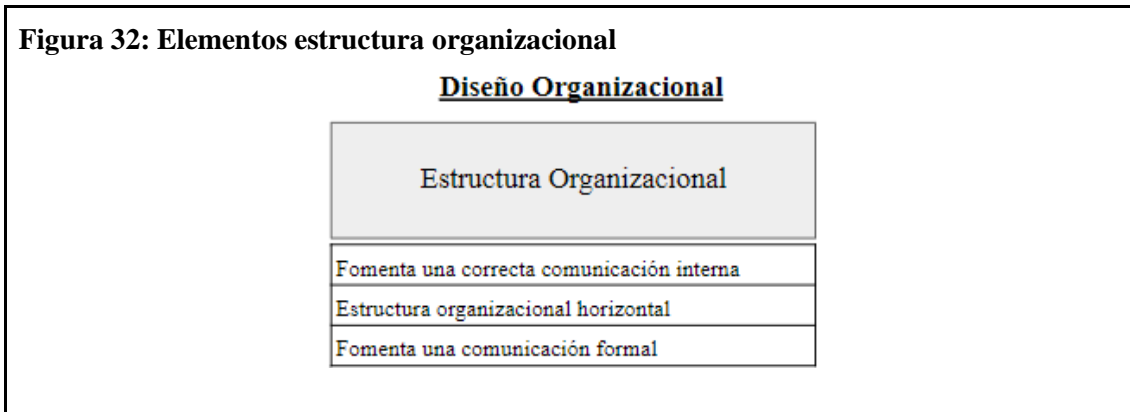 Figura 32: Elementos estructura organizacional
Diseño Organizacional
Estructura Organizacional
Fomenta una correcta comunicación interna
Estructura organizacional horizontal
Fomenta una comunicación formal